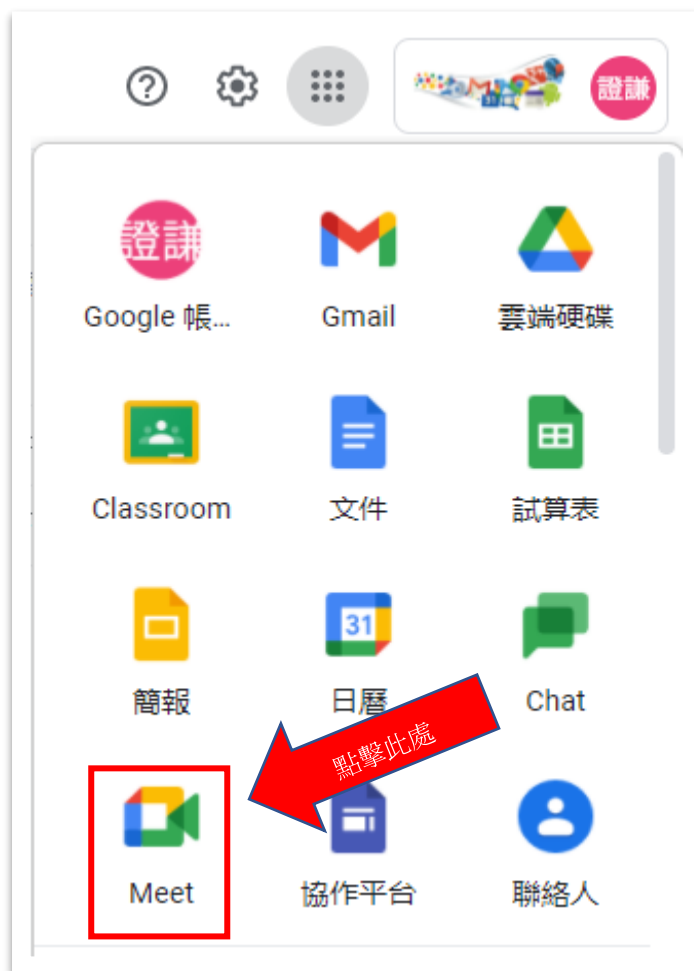 證謙
證謙
Google 帳...
Gmail
雲端硬碟
Classroom
文件
試算表
31
簡報
日曆
Chat
點擊此處
Meet
協作平台
聯絡人